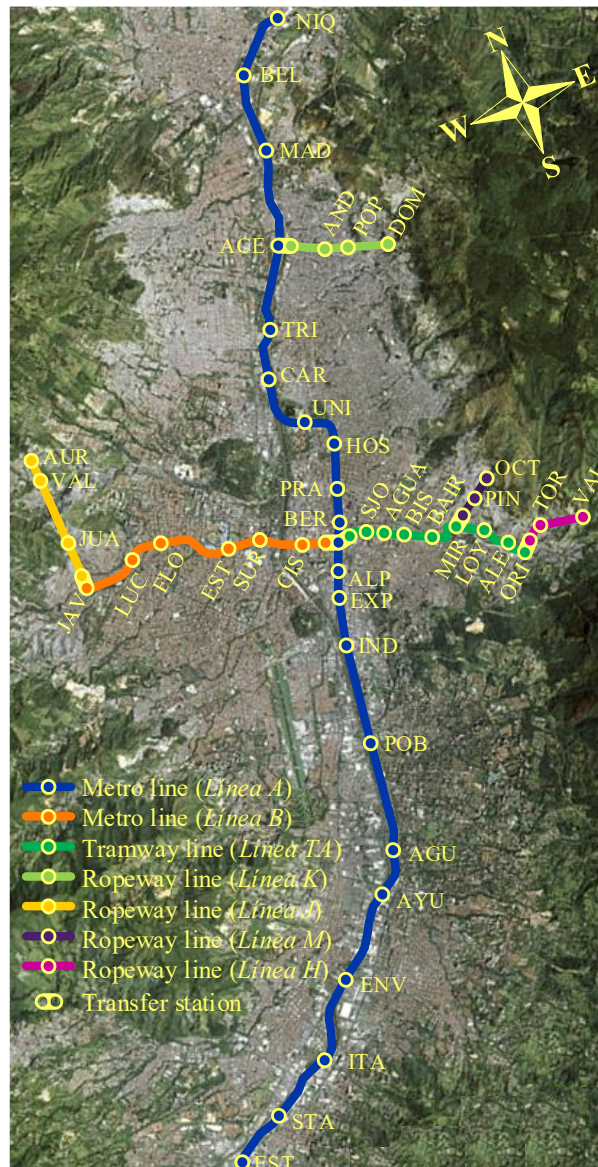 NIQ
N
BEL
E
W
MAD
S
AND
POP
DOM
ACE
TRI
CAR
UNI
HOS
AUR
VAL
PRA
BER
SJO
AGUA
BIS
BAIR
OCT
PIN
TOR
VAL
JUA
JAV
LUC
FLO
EST
SUR
CIS
MIR
LOY
ALE
ORI
ALP
EXP
IND
POB
Metro line (Línea A)
Metro line (Línea B)
Tramway line (Línea TA)
Ropeway line (Línea K)
Ropeway line (Línea J)
Ropeway line (Línea M)
Ropeway line (Línea H)
Transfer station
AGU
AYU
ENV
ITA
STA
EST